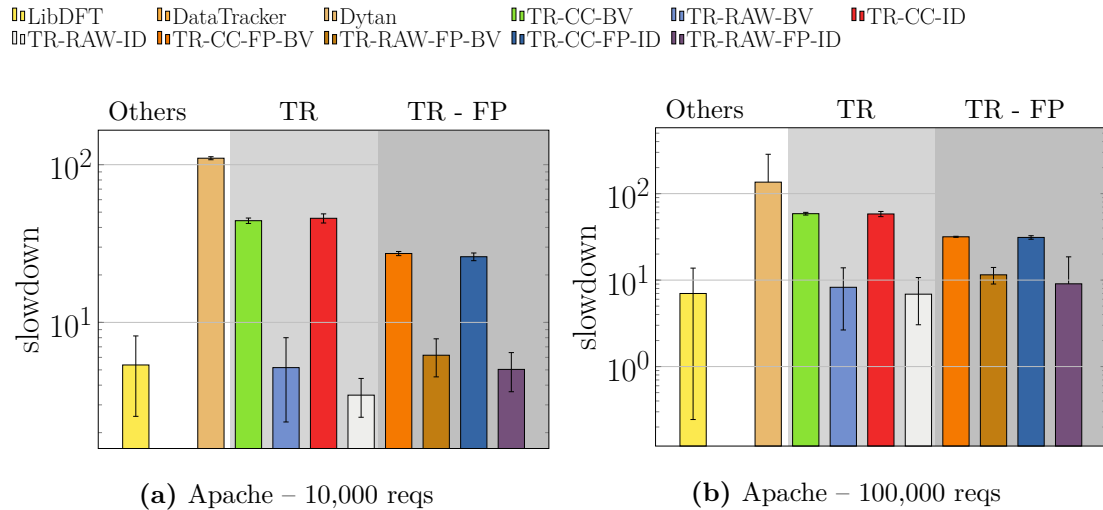 LibDFT DataTracker Dytan TR-CC-BV TR-RAW-BV TR-CC-ID
TR-RAW-ID TR-CC-FP-BV TR-RAW-FP-BV TR-CC-FP-ID TR-RAW-FP-ID
Others TR TR - FP
10^2
10^1
slowdown
(a) Apache – 10,000 reqs
Others TR TR - FP
10^2
10^1
10^0
slowdown
(b) Apache – 100,000 reqs